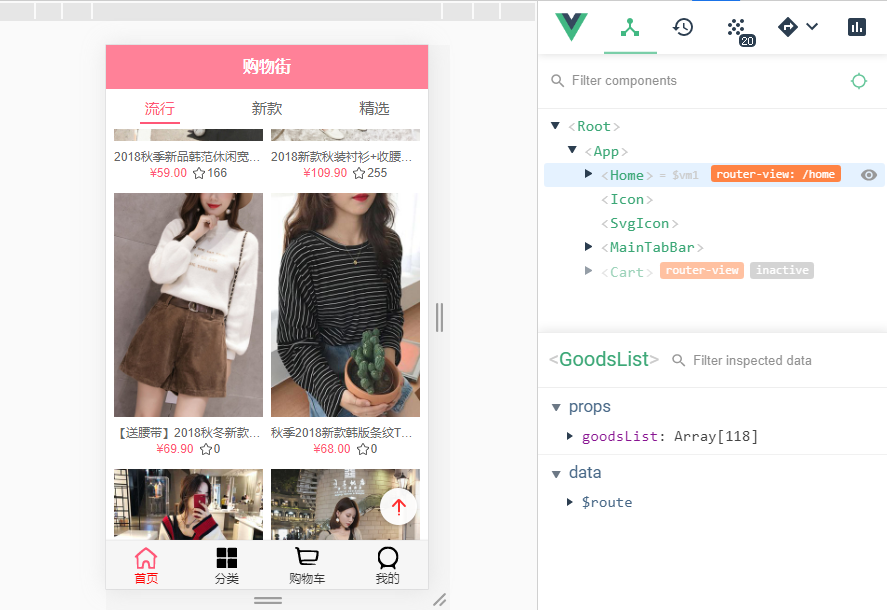 购物街
流行 新款 精选
2018秋季新品韩范休闲宽... 2018新款秋装衬衫+收腰...
¥59.00 166 ¥109.90 255
【送腰带】2018秋冬新款... 秋季2018新款韩版条纹T...
¥69.90 0 ¥68.00 0
首页 分类 购物车 我的
20
Filter components
<Root>
<App>
<Home> = $vm1 router-view: /home
<Icon>
<SvgIcon>
<MainTabBar>
<Cart> router-view inactive
<GoodsList> Filter inspected data
props
goodsList: Array[118]
data
$route